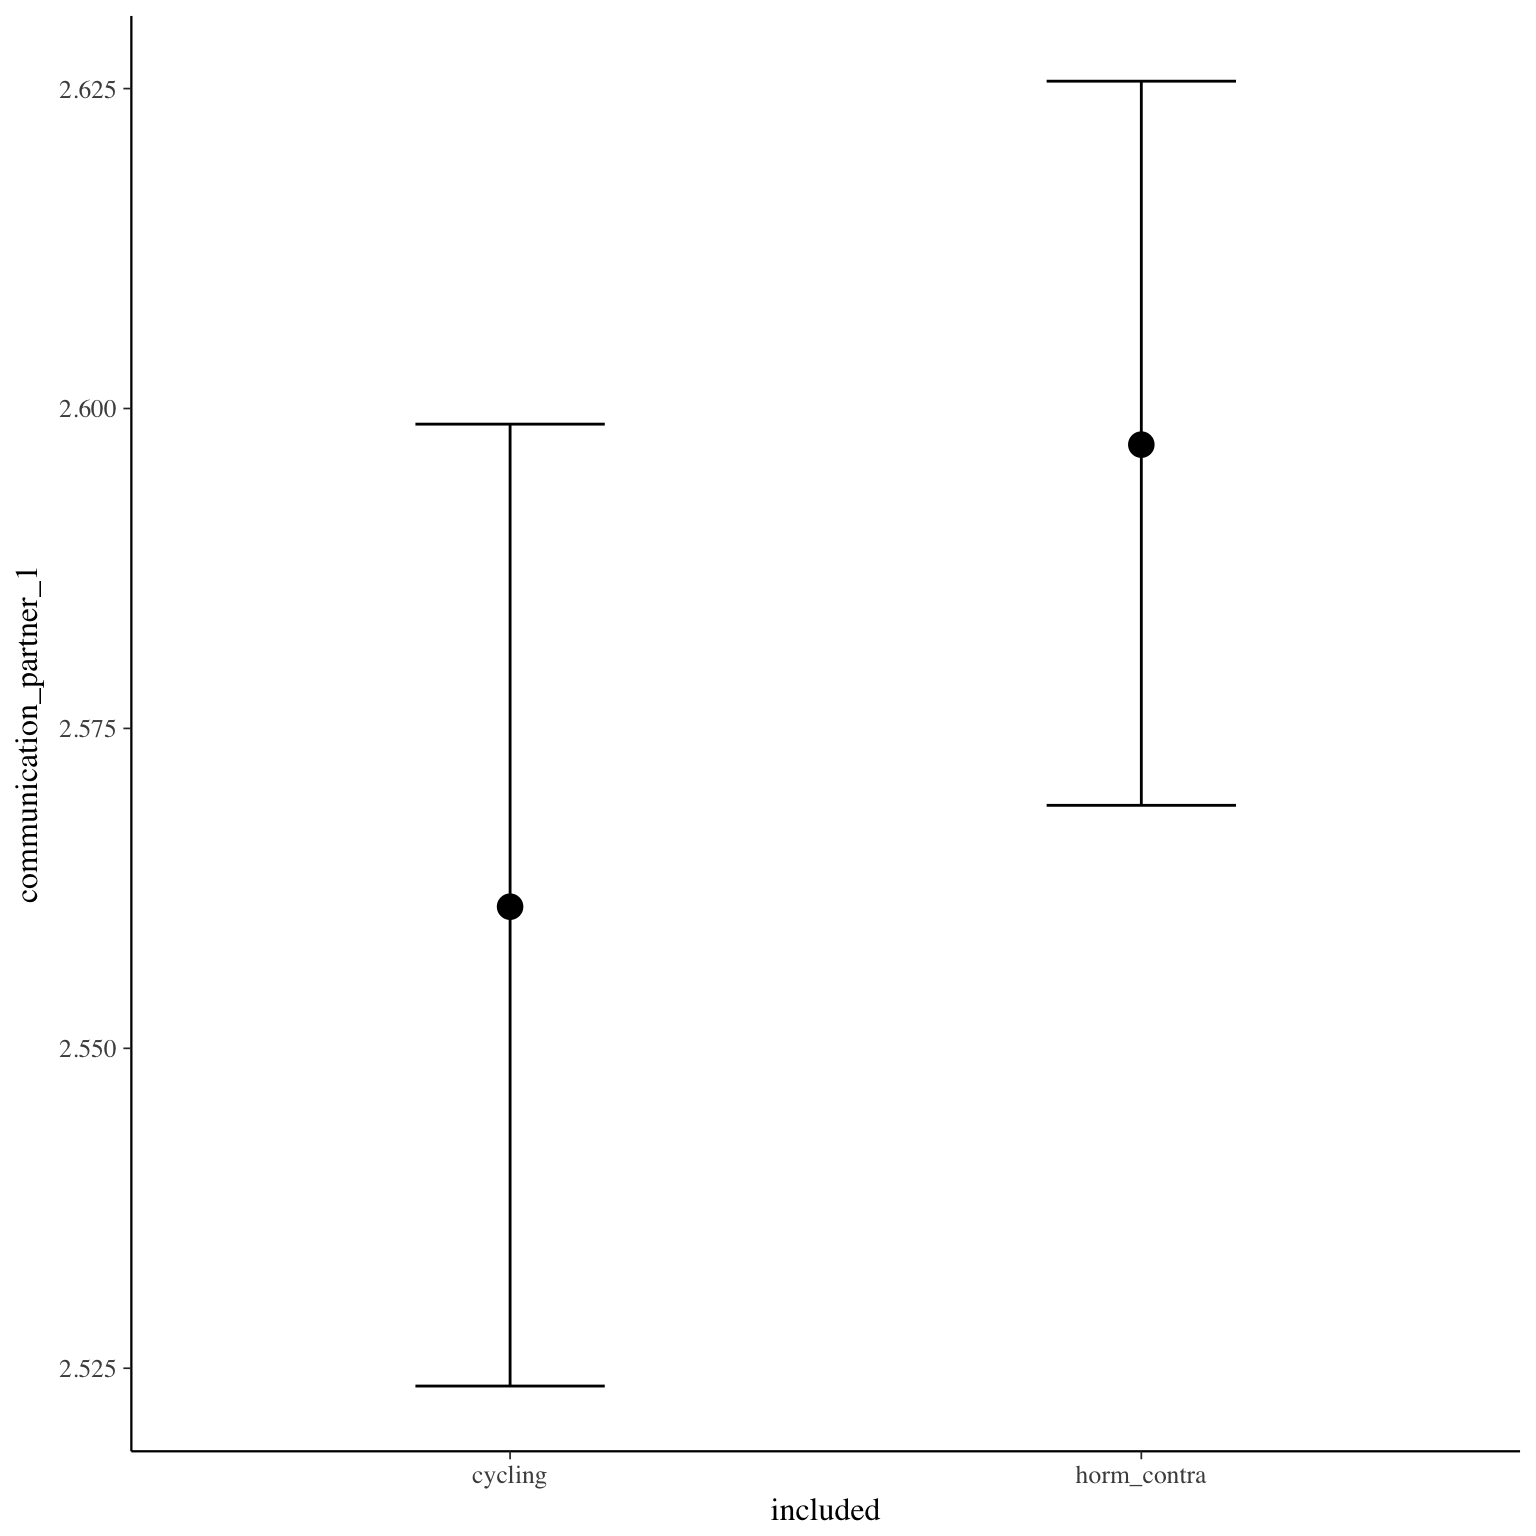 communication_partner_1
2.625
2.600
2.575
2.550
2.525
cycling
horm_contra
included